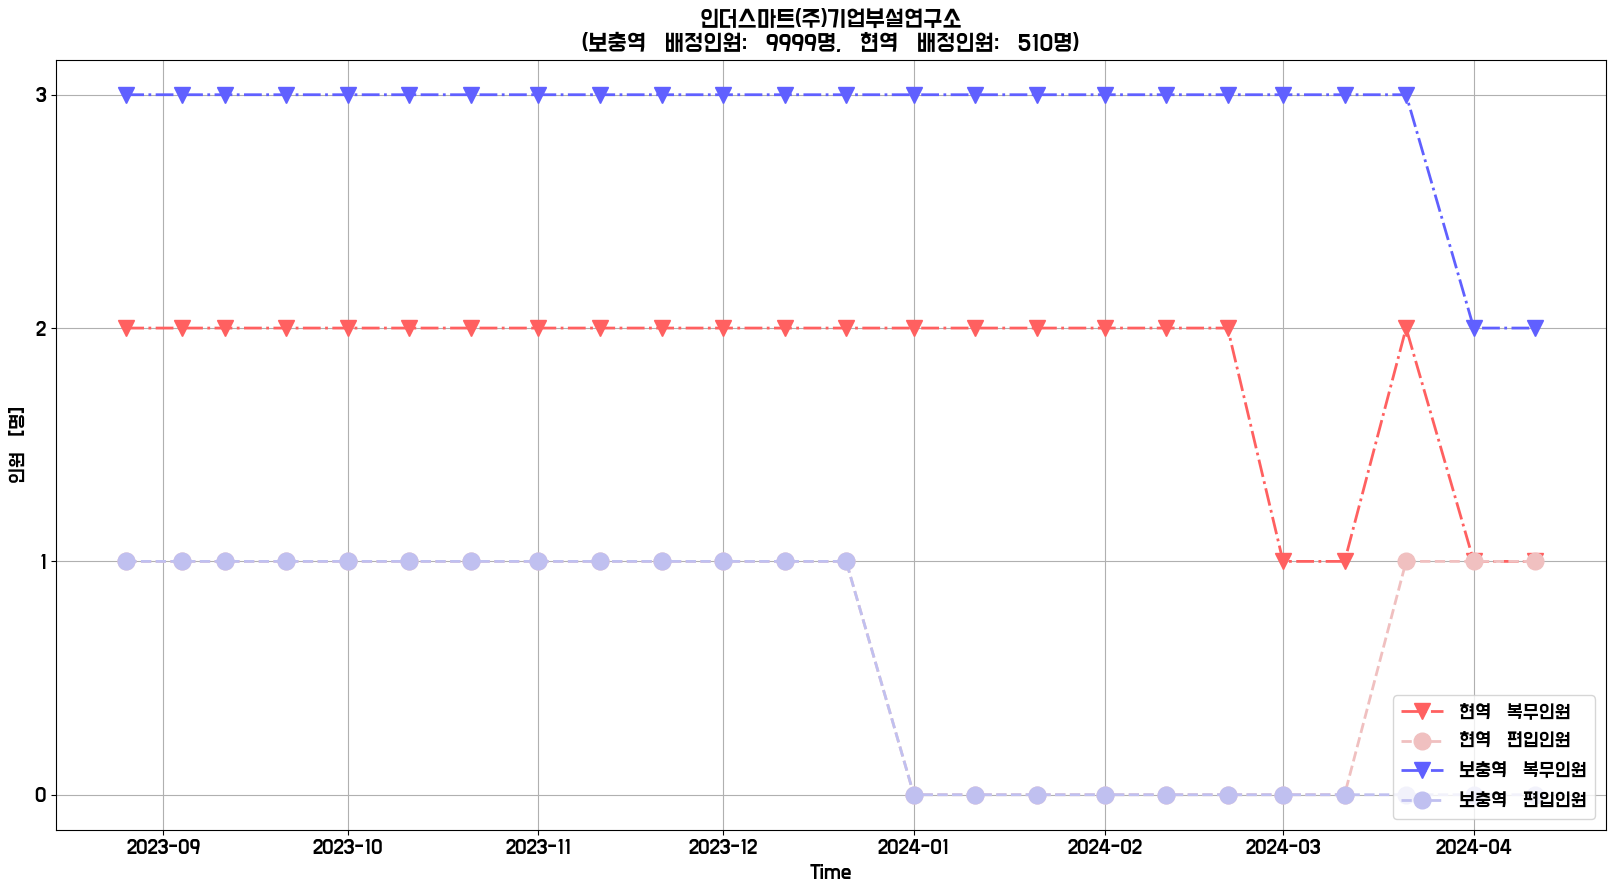 인더스마트(주)기업부설연구소
(보충역 배정인원: 9999명, 현역 배정인원: 510명)
인원 [명]
3
2
1
0
현역 복무인원
현역 편입인원
보충역 복무인원
보충역 편입인원
2023-09 2023-10 2023-11 2023-12 2024-01 2024-02 2024-03 2024-04
Time